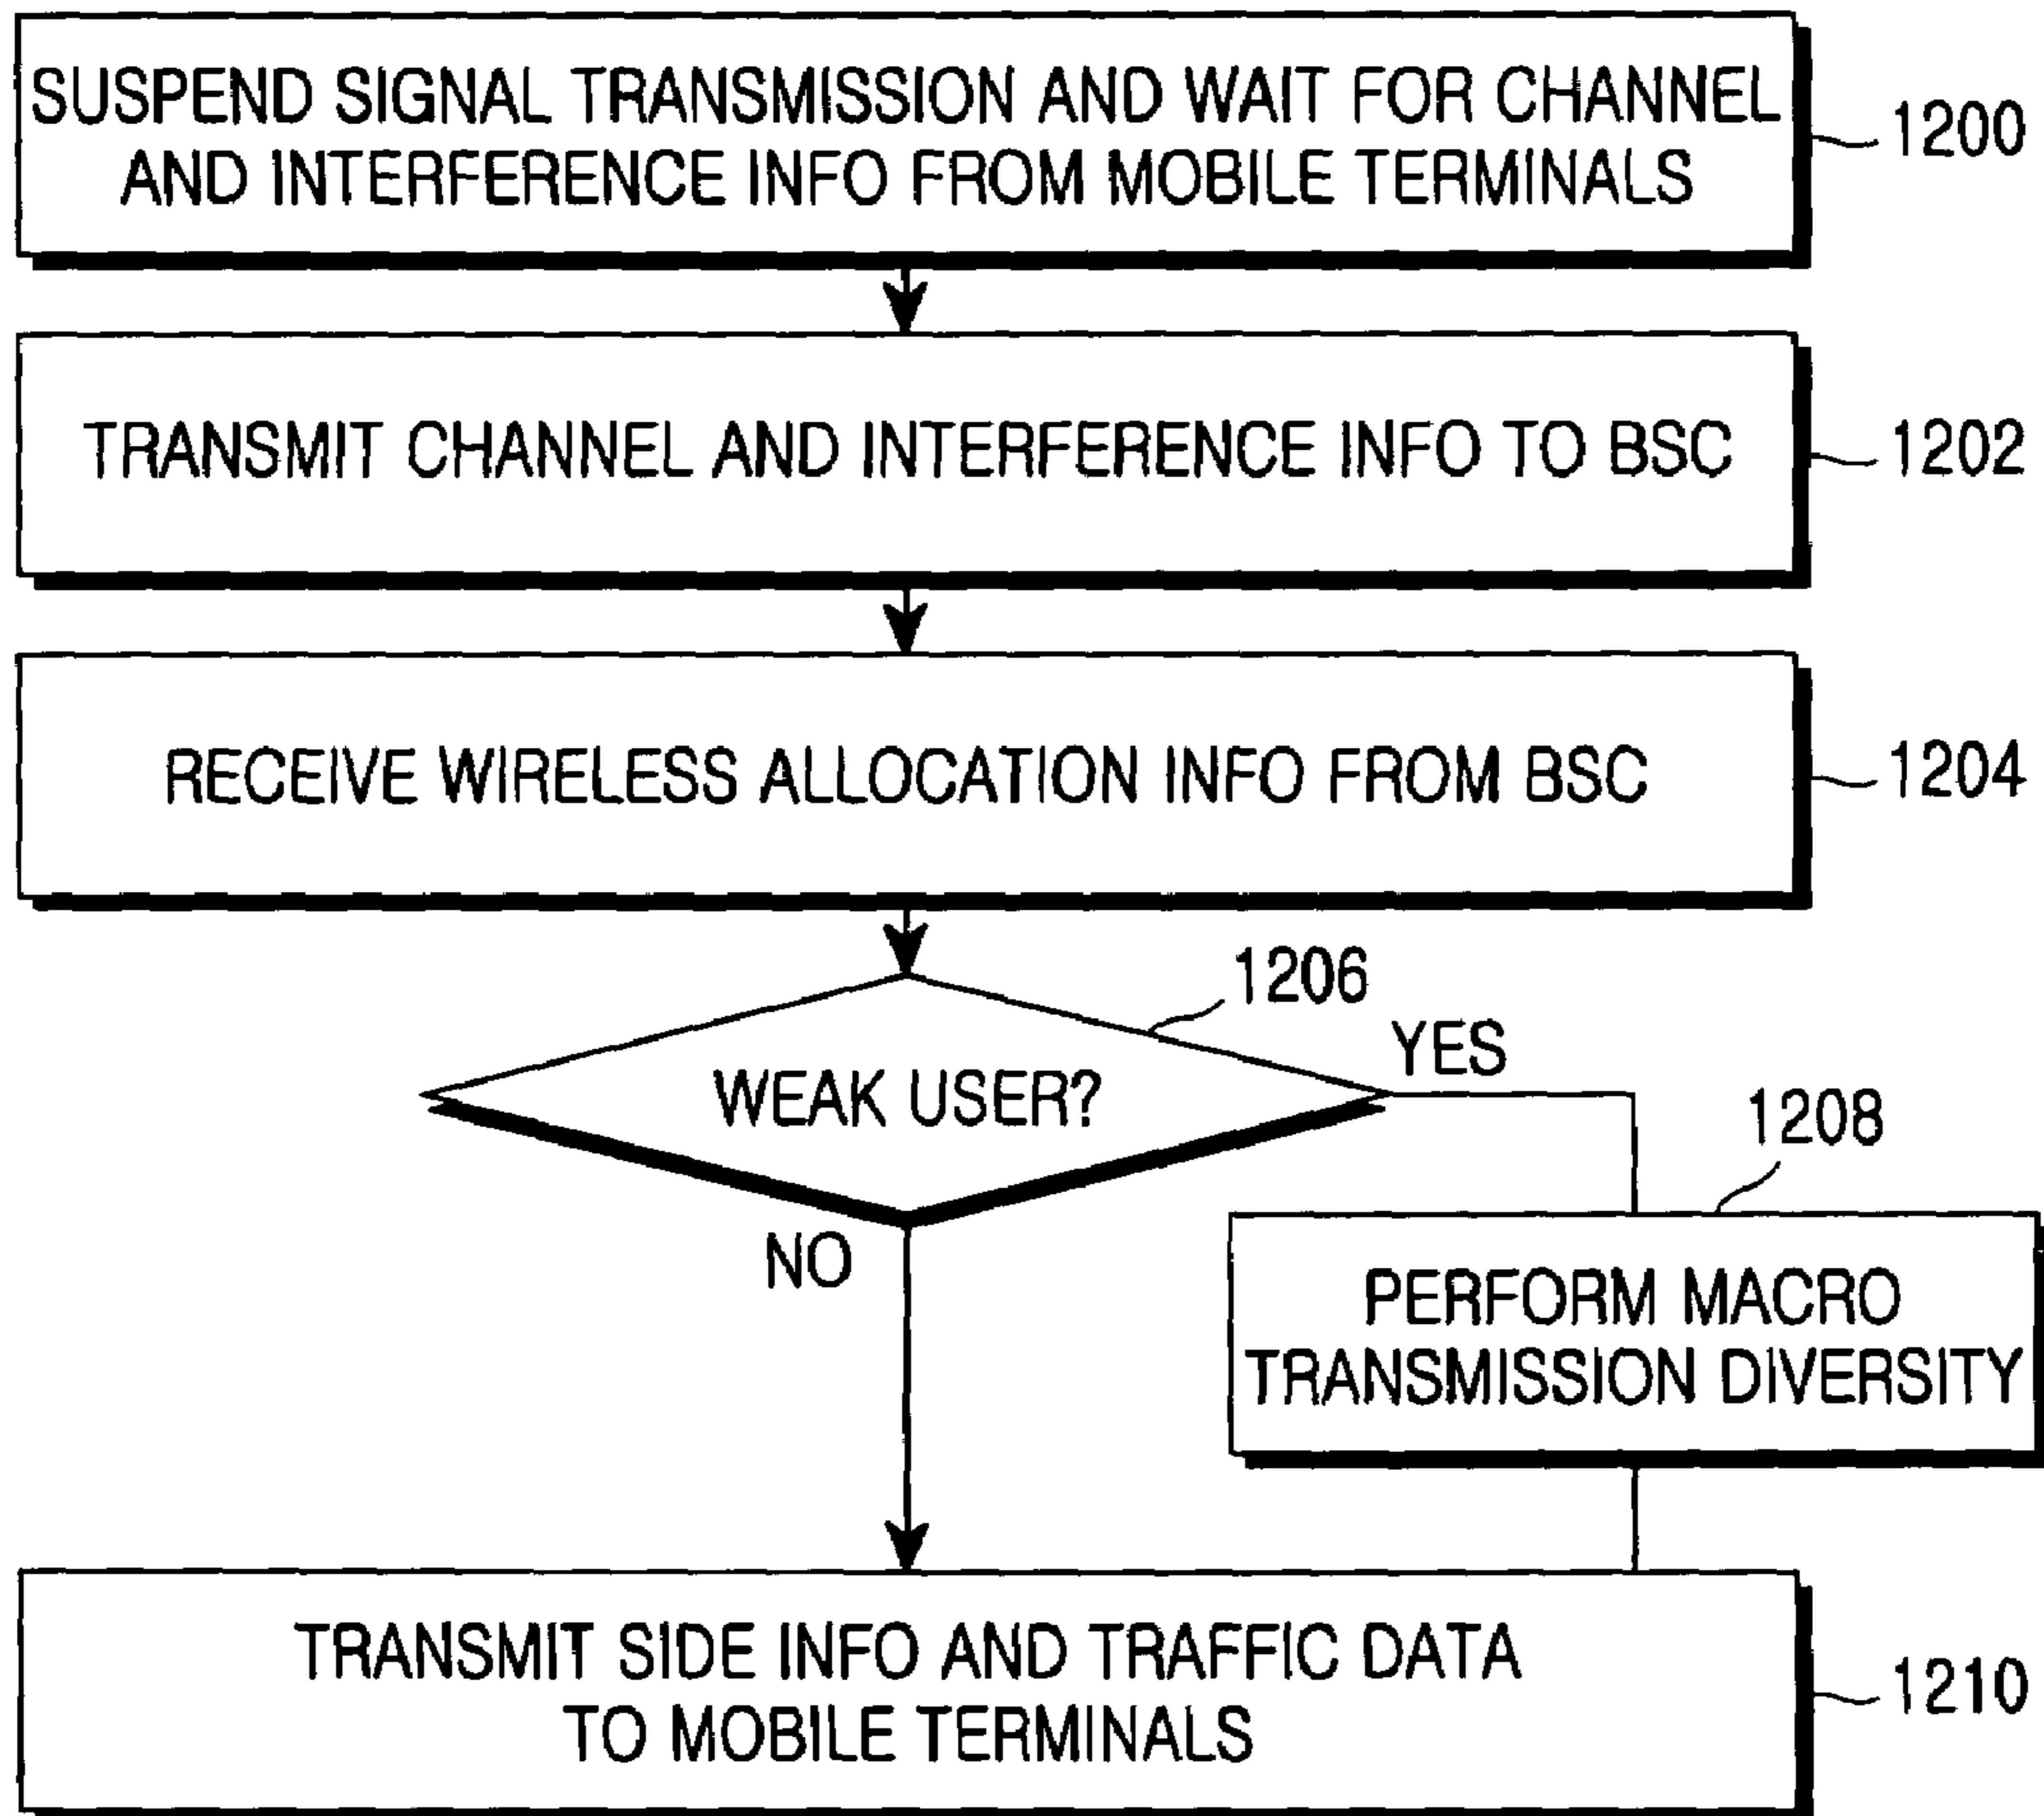 SUSPEND SIGNAL TRANSMISSION AND WAIT FOR CHANNEL
AND INTERFERENCE INFO FROM MOBILE TERMINALS
1200
TRANSMIT CHANNEL AND INTERFERENCE INFO TO BSC
1202
RECEIVE WIRELESS ALLOCATION INFO FROM BSC
1204
1206
WEAK USER?
YES
1208
NO
PERFORM MACRO
TRANSMISSION DIVERSITY
TRANSMIT SIDE INFO AND TRAFFIC DATA
TO MOBILE TERMINALS
1210